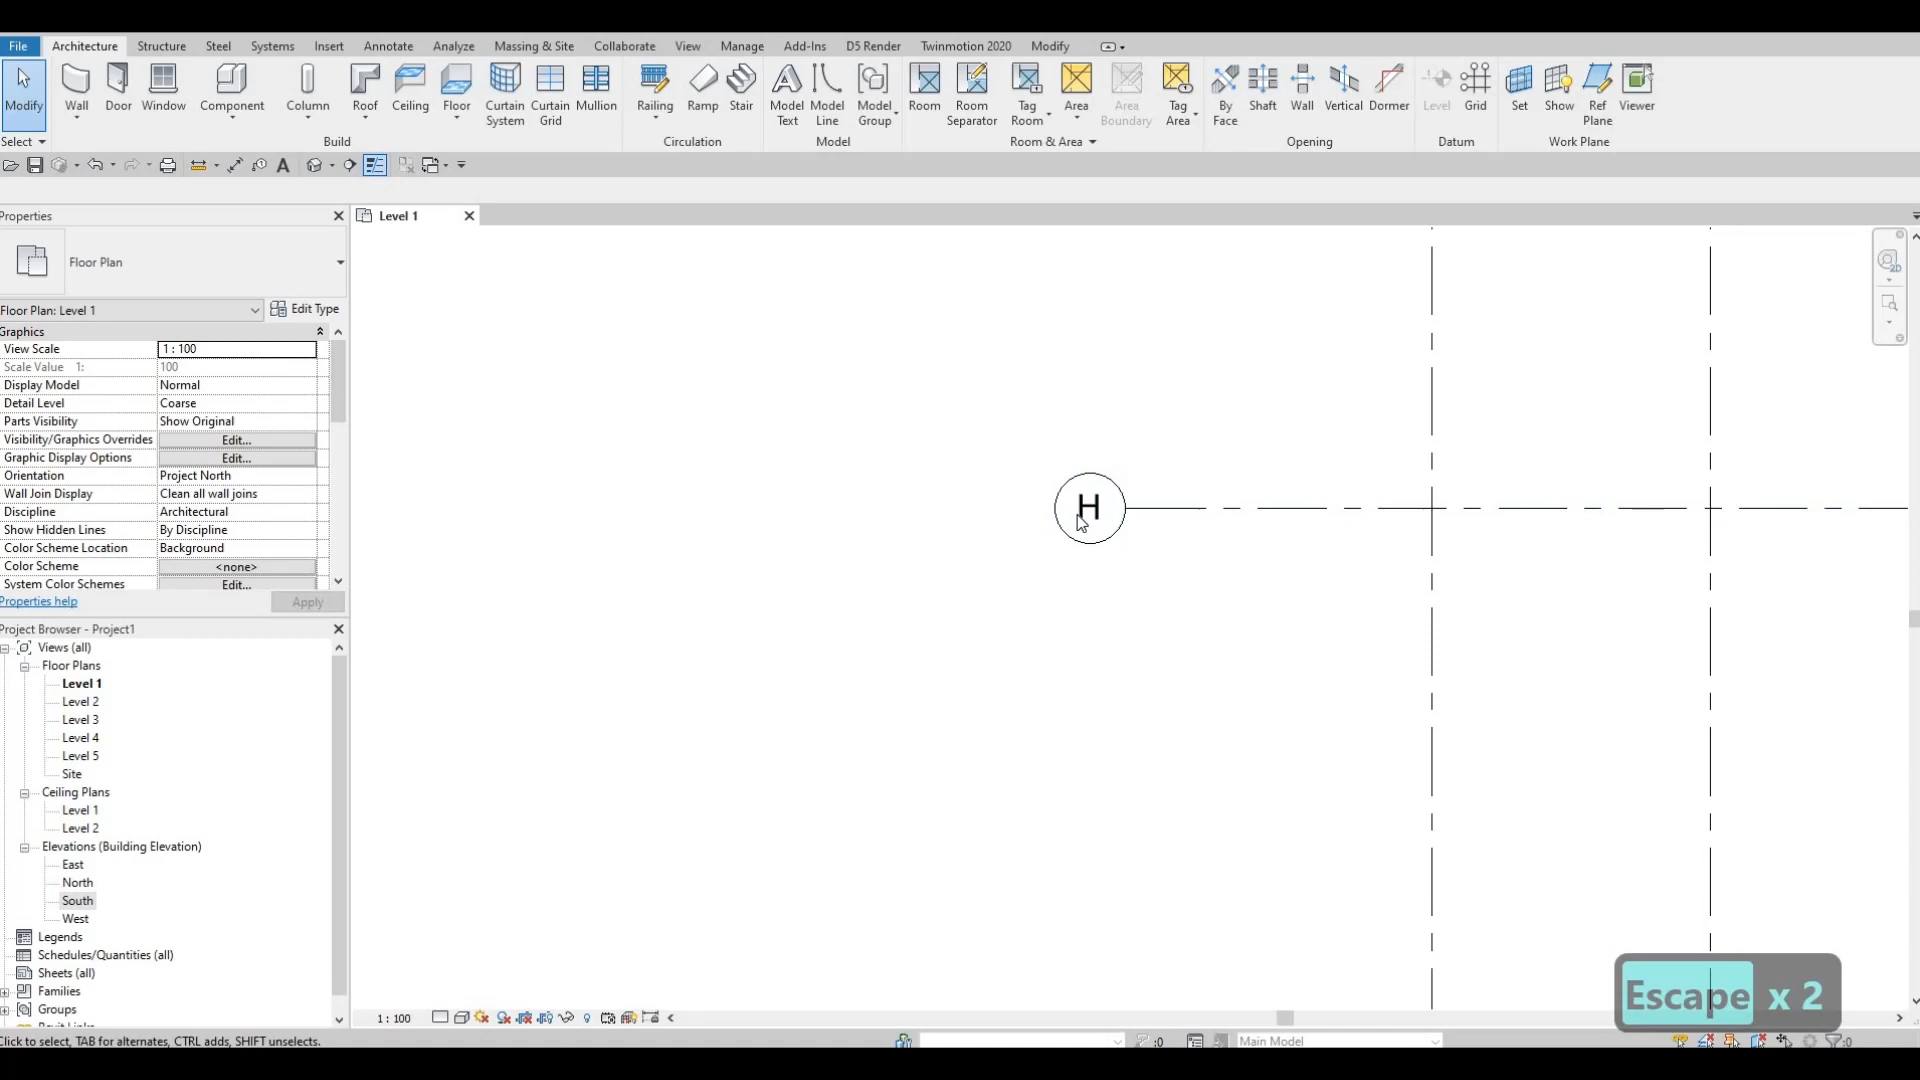 File Architecture Structure Steel Systems Insert Annotate Analyze Massing & Site Collaborate View Manage Add-Ins D5 Render Twinmotion 2020 Modify
Modify Wall Door Window Component Column Roof Ceiling Floor Curtain System Curtain Grid Mullion Railing Ramp Stair Model Text Model Line Model Group Room Room Separator Tag Room Area Area Boundary Tag Area By Face Shaft Wall Vertical Dormer Level Grid Set Show Ref Plane Viewer
Select Build Circulation Model Room & Area Opening Datum Work Plane
A
Properties
Level 1
Floor Plan
2D
Floor Plan: Level 1 Edit Type
Graphics
View Scale 1 : 100
Scale Value 1: 100
Display Model Normal
Detail Level Coarse
Parts Visibility Show Original
Visibility/Graphics Overrides Edit...
Graphic Display Options Edit...
Orientation Project North
Wall Join Display Clean all wall joins
Discipline Architectural
Show Hidden Lines By Discipline
Color Scheme Location Background
Color Scheme <none>
System Color Schemes Edit...
Properties help Apply
H
Project Browser - Project1
Views (all)
Floor Plans
Level 1
Level 2
Level 3
Level 4
Level 5
Site
Ceiling Plans
Level 1
Level 2
Elevations (Building Elevation)
East
North
South
West
Legends
Schedules/Quantities (all)
Sheets (all)
Families
Groups
Revit Links
Escape x 2
1 : 100
Click to select, TAB for alternates, CTRL adds, SHIFT unselects.
:0
Main Model
:0